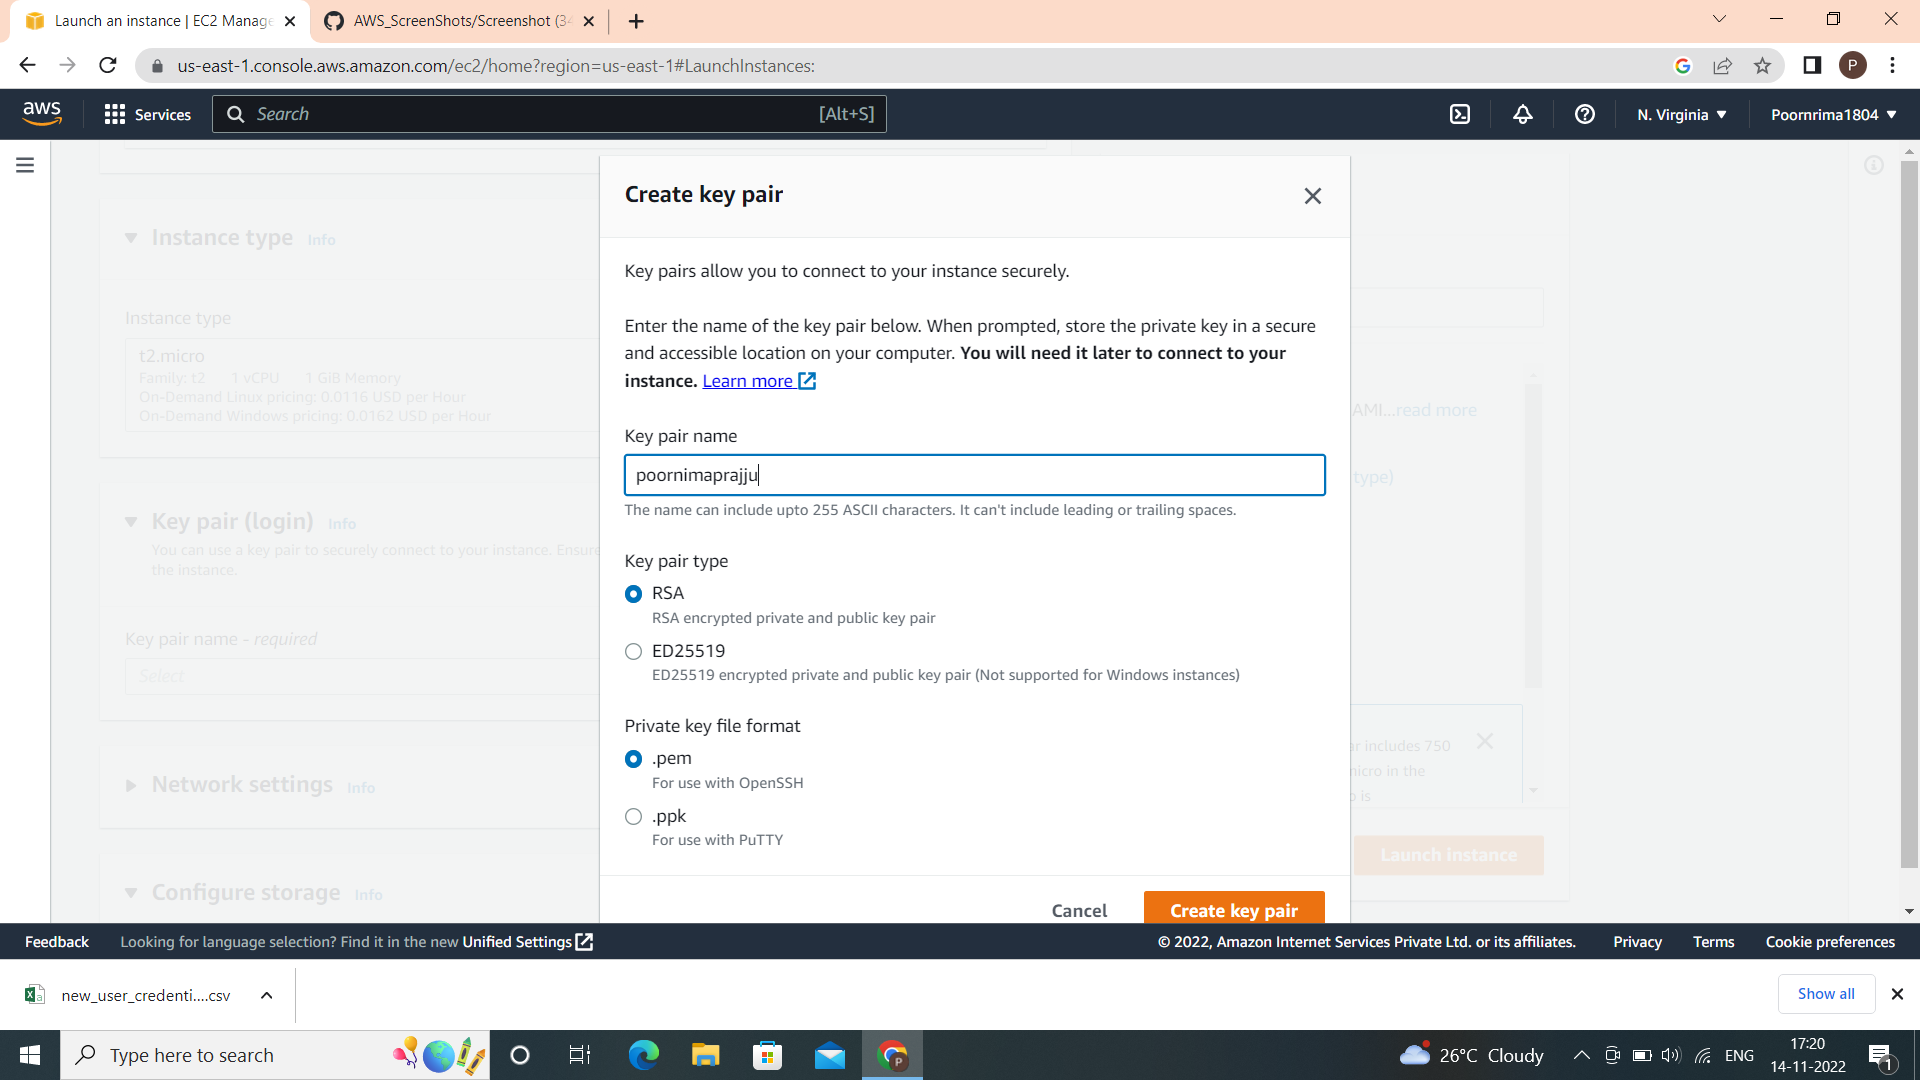 Launch an instance | EC2 Manage
AWS_ScreenShots/Screenshot (34
us-east-1.console.aws.amazon.com/ec2/home?region=us-east-1#LaunchInstances:
P
aws
Services
Search
[Alt+S]
N. Virginia
Poornrima1804
Create key pair
Key pairs allow you to connect to your instance securely.
Enter the name of the key pair below. When prompted, store the private key in a secure
and accessible location on your computer. You will need it later to connect to your
instance. Learn more
Key pair name
poornimaprajju
The name can include upto 255 ASCII characters. It can't include leading or trailing spaces.
Key pair type
RSA
RSA encrypted private and public key pair
ED25519
ED25519 encrypted private and public key pair (Not supported for Windows instances)
Private key file format
.pem
For use with OpenSSH
.ppk
For use with PuTTY
Cancel
Create key pair
Instance type Info
Instance type
t2.micro
Family: t2 1 vCPU 1 GiB Memory
On-Demand Linux pricing: 0.0116 USD per Hour
On-Demand Windows pricing: 0.0162 USD per Hour
Key pair (login) Info
You can use a key pair to securely connect to your instance. Ensure
the instance.
Key pair name - required
Select
Network settings Info
Configure storage Info
AMI...read more
type)
ar includes 750
micro in the
is
Launch instance
Feedback
Looking for language selection? Find it in the new Unified Settings
© 2022, Amazon Internet Services Private Ltd. or its affiliates.
Privacy
Terms
Cookie preferences
new_user_credenti....csv
Show all
Type here to search
P
26°C Cloudy
ENG
17:20
14-11-2022
1